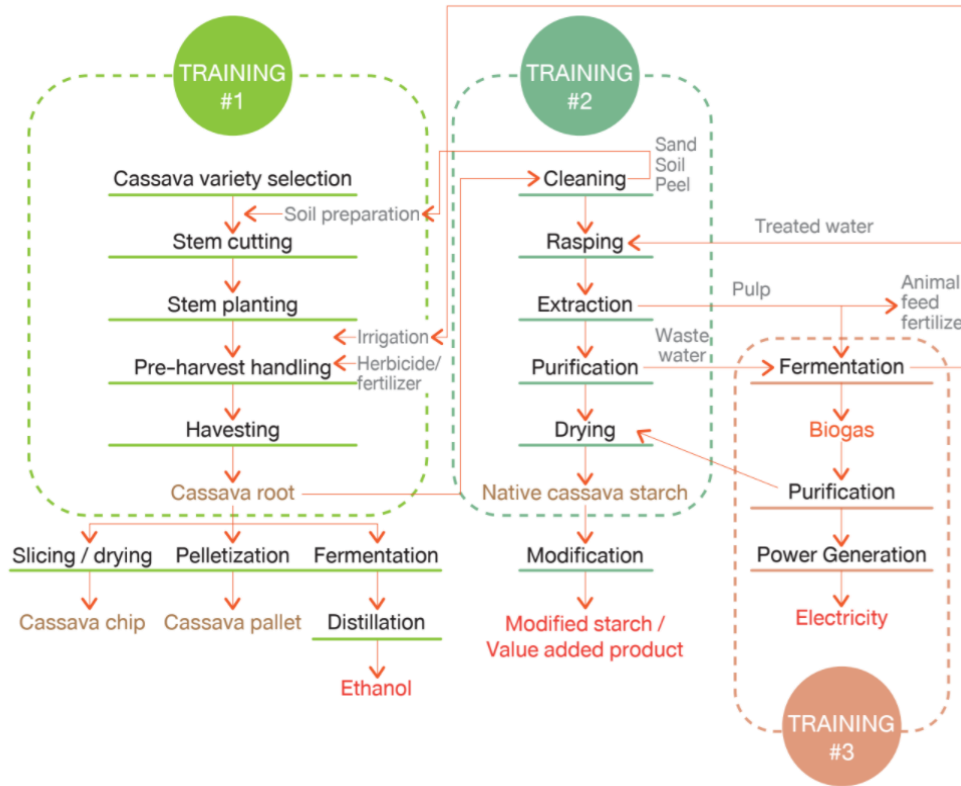 TRAINING
#1
Cassava variety selection
Soil preparation
Stem cutting
Stem planting
Irrigation
Pre-harvest handling
Herbicide/
fertilizer
Havesting
Cassava root
Slicing / drying
Pelletization
Fermentation
Cassava chip
Cassava pallet
Distillation
Ethanol
TRAINING
#2
Sand
Soil
Peel
Cleaning
Rasping
Treated water
Extraction
Pulp
Animal
feed
fertilize
Waste
water
Purification
Drying
Native cassava starch
Modification
Modified starch /
Value added product
Fermentation
Biogas
Purification
Power Generation
Electricity
TRAINING
#3